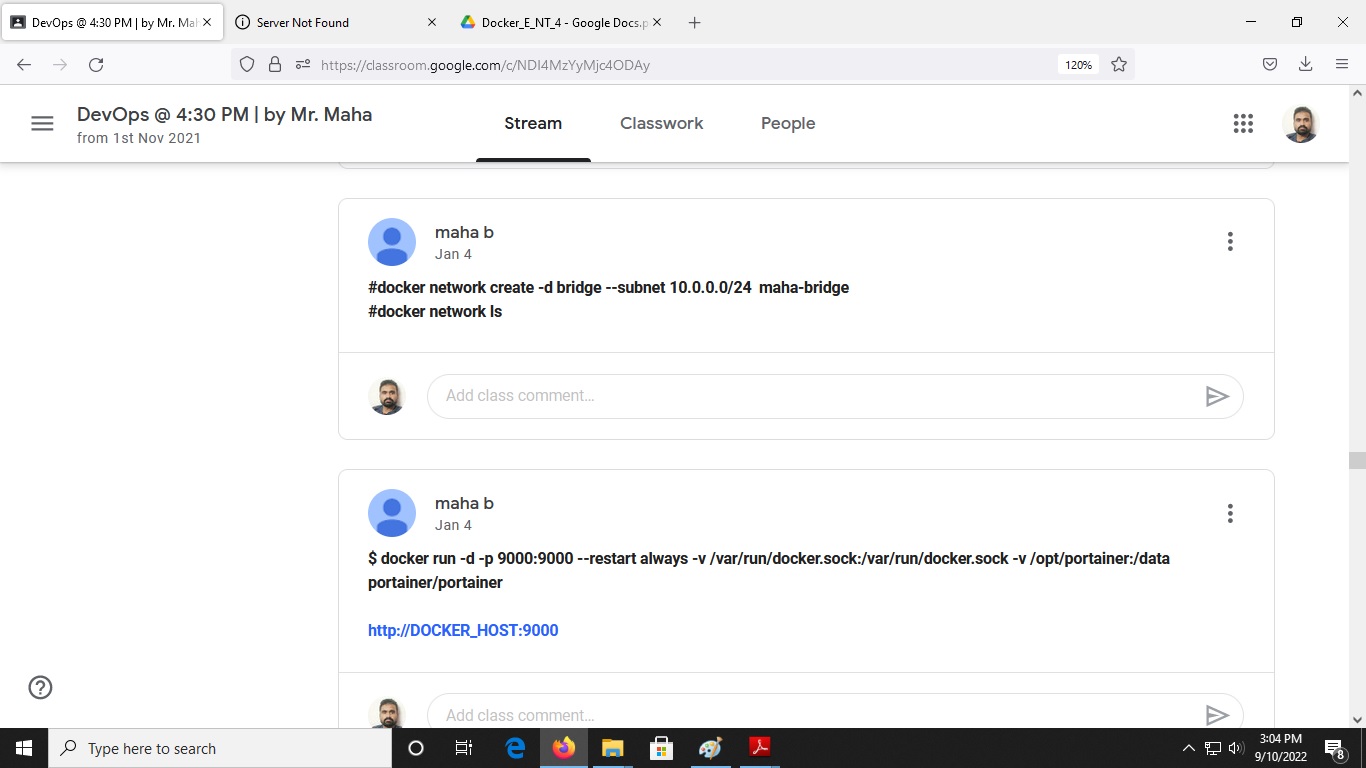 DevOps @ 4:30 PM | by Mr. Mah
Server Not Found
Docker_E_NT_4 - Google Docs.p
https://classroom.google.com/c/NDI4MzYyMjc4ODAy
120%
DevOps @ 4:30 PM | by Mr. Maha
from 1st Nov 2021
Stream
Classwork
People
maha b
Jan 4
#docker network create -d bridge --subnet 10.0.0.0/24 maha-bridge
#docker network ls
Add class comment...
maha b
Jan 4
$ docker run -d -p 9000:9000 --restart always -v /var/run/docker.sock:/var/run/docker.sock -v /opt/portainer:/data
portainer/portainer
http://DOCKER_HOST:9000
Add class comment...
Type here to search
3:04 PM
9/10/2022
8